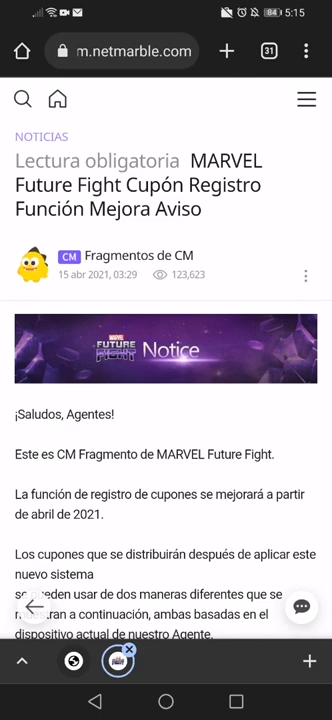 84 5:15
m.netmarble.com
31
NOTICIAS
Lectura obligatoria MARVEL
Future Fight Cupón Registro
Función Mejora Aviso
CM Fragmentos de CM
15 abr 2021, 03:29 123,623
MARVEL
FUTURE
FIGHT
Notice
¡Saludos, Agentes!
Este es CM Fragmento de MARVEL Future Fight.
La función de registro de cupones se mejorará a partir
de abril de 2021.
Los cupones que se distribuirán después de aplicar este
nuevo sistema
se pueden usar de dos maneras diferentes que se
muestran a continuación, ambas basadas en el
dispositivo actual de nuestro Agente.